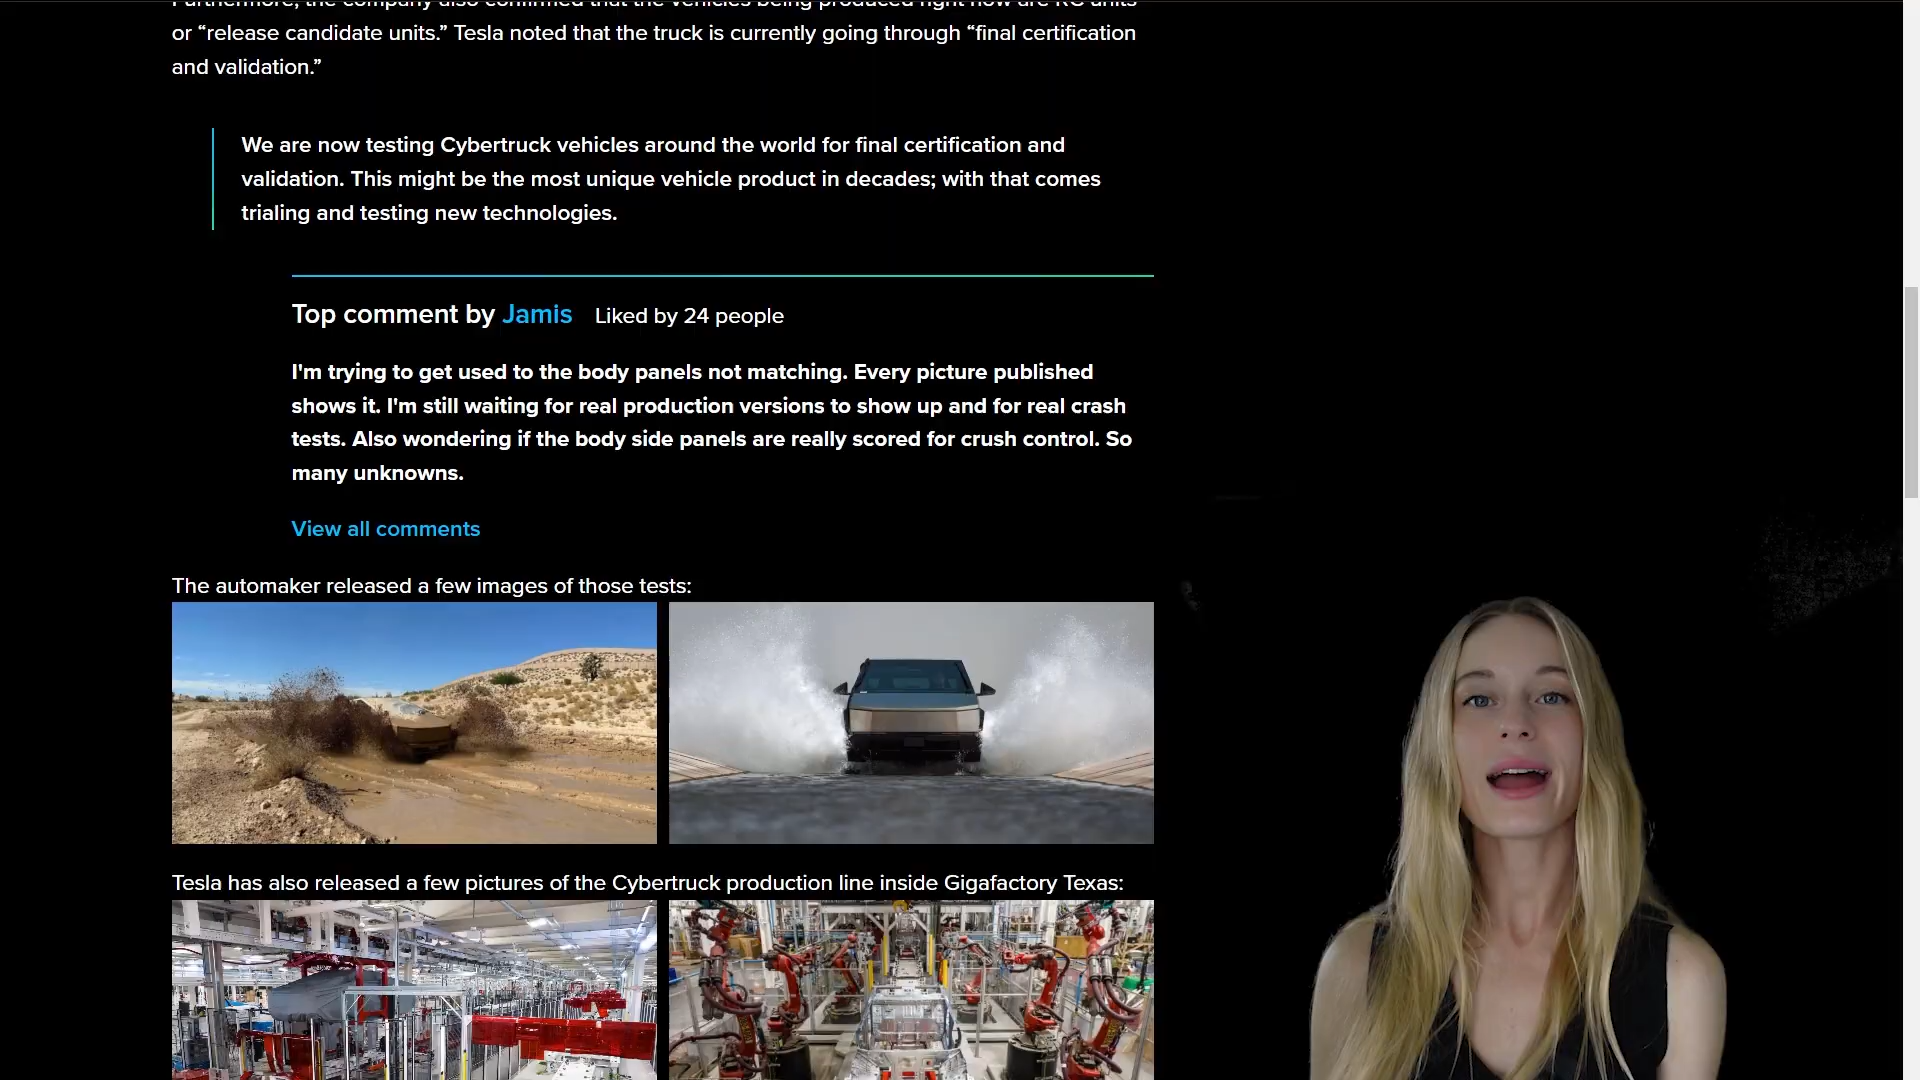 Furthermore, the company also confirmed that the vehicles being produced right now are RC units
or “release candidate units.” Tesla noted that the truck is currently going through “final certification
and validation.”
We are now testing Cybertruck vehicles around the world for final certification and
validation. This might be the most unique vehicle product in decades; with that comes
trialing and testing new technologies.
Top comment by Jamis Liked by 24 people
I'm trying to get used to the body panels not matching. Every picture published
shows it. I'm still waiting for real production versions to show up and for real crash
tests. Also wondering if the body side panels are really scored for crush control. So
many unknowns.
View all comments
The automaker released a few images of those tests:
Tesla has also released a few pictures of the Cybertruck production line inside Gigafactory Texas: